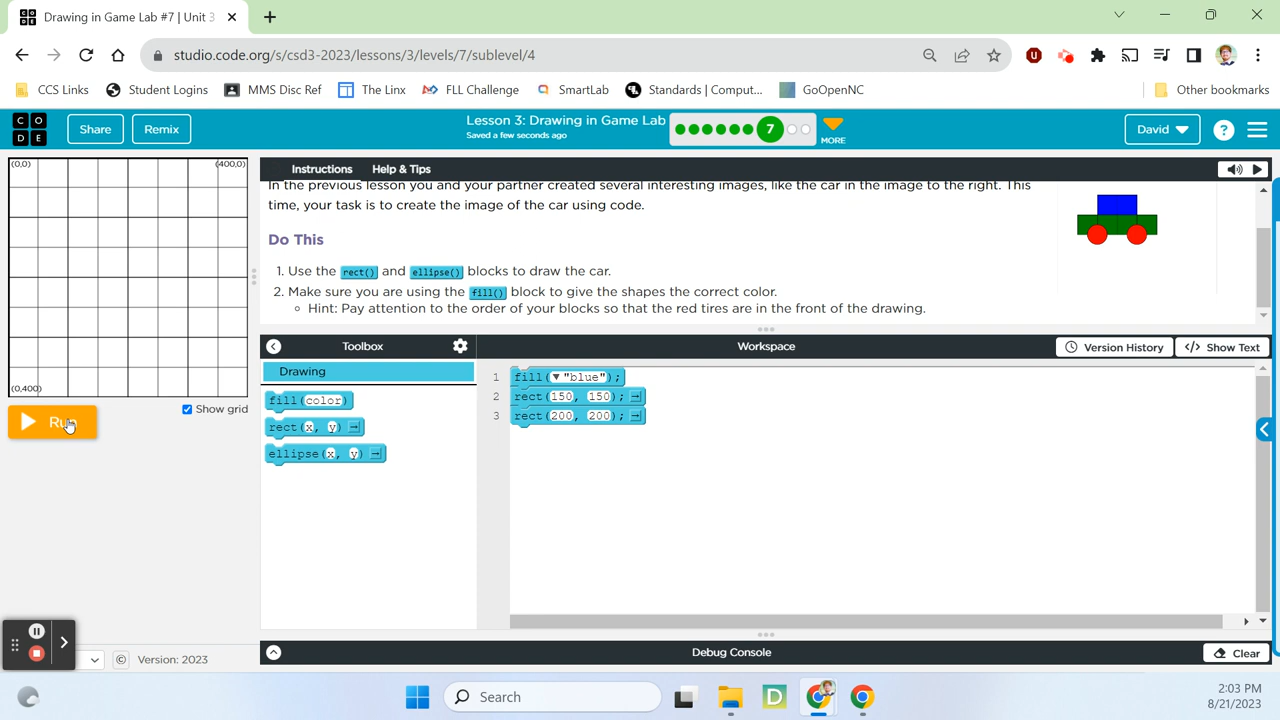 Drawing in Game Lab #7 | Unit 3
studio.code.org/s/csd3-2023/lessons/3/levels/7/sublevel/4
CCS Links
Student Logins
MMS Disc Ref
The Linx
FLL Challenge
SmartLab
Standards | Comput...
GoOpenNC
Other bookmarks
C O
D E
Share
Remix
Lesson 3: Drawing in Game Lab
Saved a few seconds ago
7
MORE
David
?
(0,0)
(400,0)
(0,400)
Instructions
Help & Tips
In the previous lesson you and your partner created several interesting images, like the car in the image to the right. This
time, your task is to create the image of the car using code.
Do This
1. Use the rect() and ellipse() blocks to draw the car.
2. Make sure you are using the fill() block to give the shapes the correct color.
Hint: Pay attention to the order of your blocks so that the red tires are in the front of the drawing.
Run
Show grid
Toolbox
Workspace
Version History
</> Show Text
Drawing
fill(color)
rect(x, y)
ellipse(x, y)
1 fill("blue");
2 rect(150, 150);
3 rect(200, 200);
© Version: 2023
Debug Console
Clear
Search
2:03 PM
8/21/2023